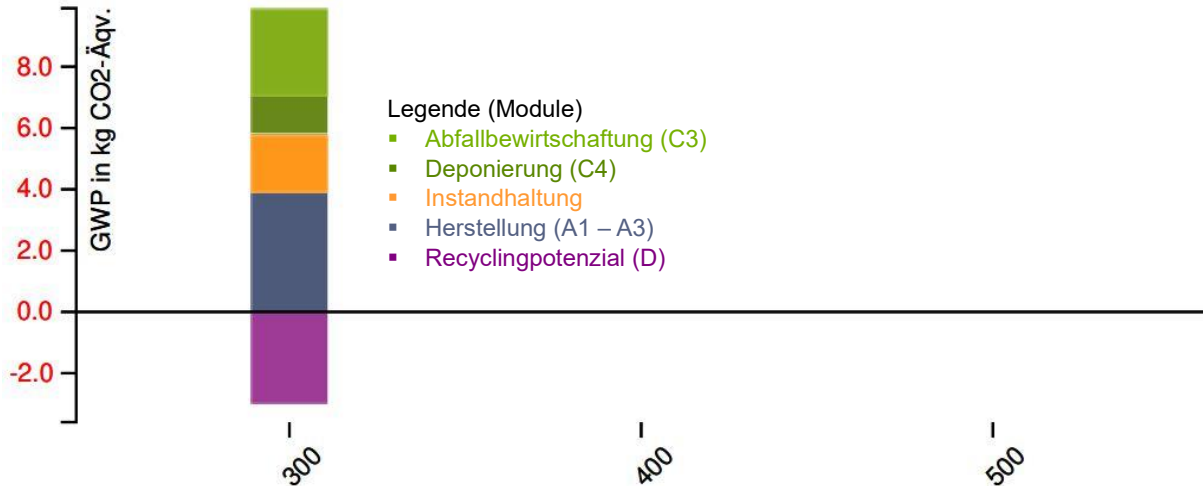 GWP in kg CO2-Äqv.
8.0
6.0
4.0
2.0
0.0
-2.0
Legende (Module)
▪ Abfallbewirtschaftung (C3)
▪ Deponierung (C4)
▪ Instandhaltung
▪ Herstellung (A1 – A3)
▪ Recyclingpotenzial (D)
300
400
500